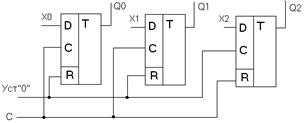 Q0 Q1 Q2
X0 D T X1 D T X2 D T
C C C
R R R
Уст"0"
C